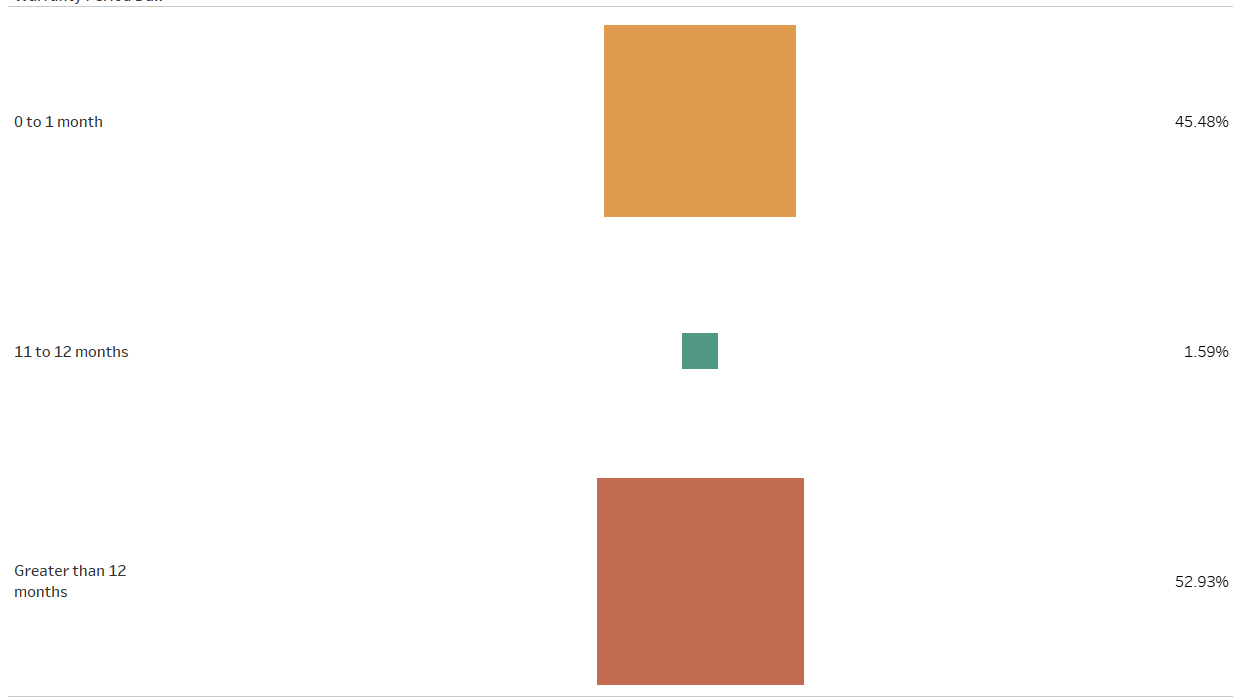 0 to 1 month
45.48%
11 to 12 months
1.59%
Greater than 12
months
52.93%